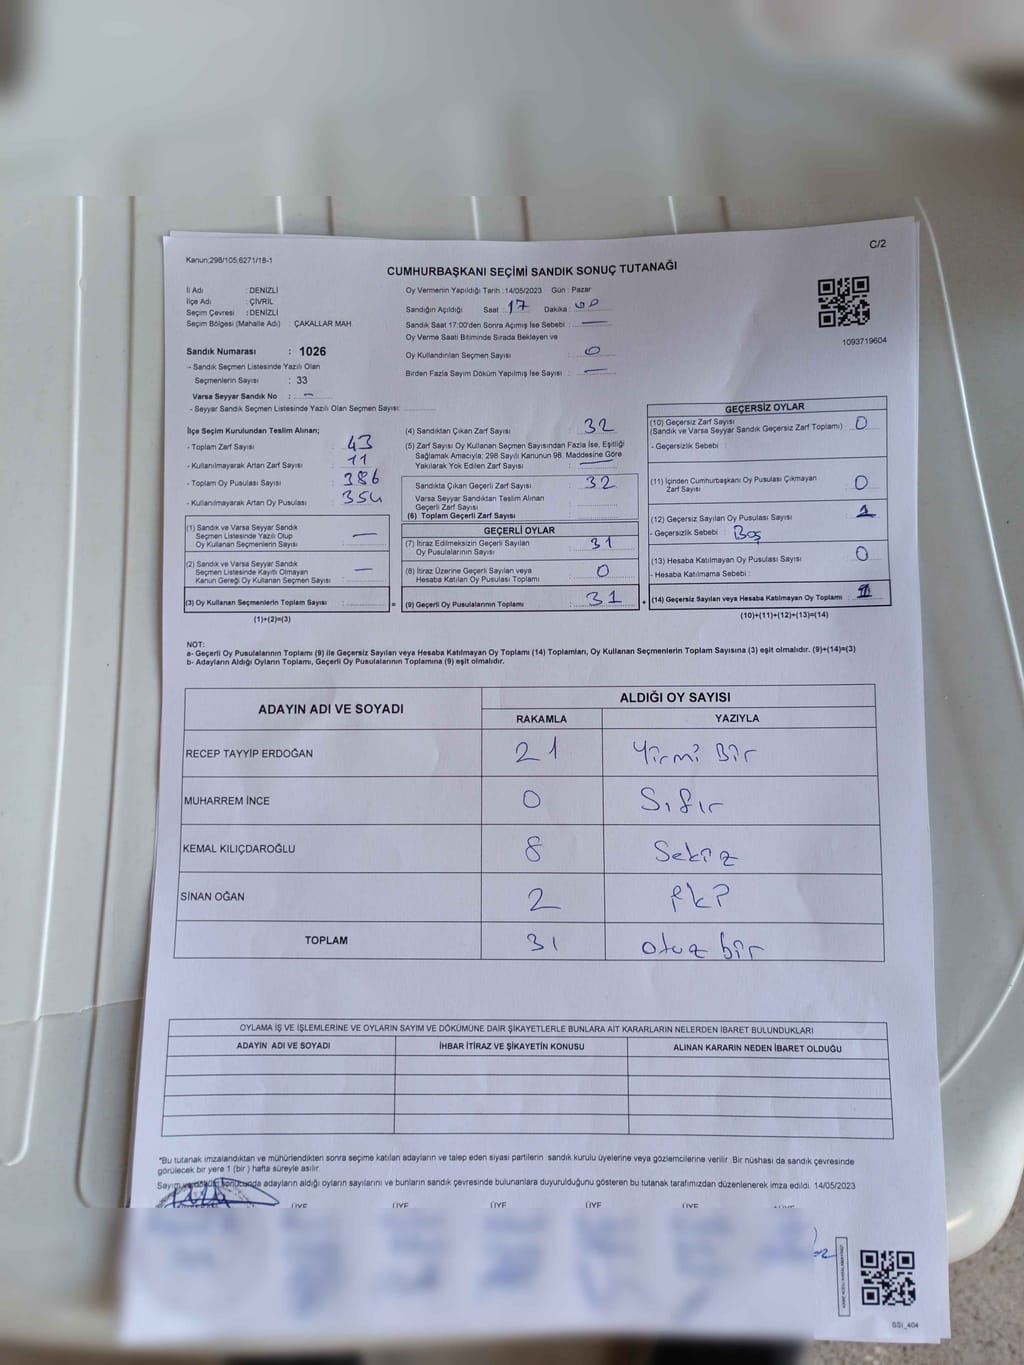 C/2
Kanun;298/105;6271/18-1
CUMHURBAŞKANI SEÇİMİ SANDIK SONUÇ TUTANAĞI
İl Adı : DENİZLİ
İlçe Adı : ÇİVRİL
Seçim Çevresi : DENİZLİ
Seçim Bölgesi (Mahalle Adı) : ÇAKALLAR MAH.
Sandık Numarası : 1026
- Sandık Seçmen Listesinde Yazılı Olan
Seçmenlerin Sayısı : 33
Varsa Seyyar Sandık No : —
- Seyyar Sandık Seçmen Listesinde Yazılı Olan Seçmen Sayısı:
Oy Vermenin Yapıldığı Tarih :14/05/2023 Gün : Pazar
Sandığın Açıldığı Saat : 17 Dakika : 00
Sandık Saat 17:00'den Sonra Açımış İse Sebebi : —
Oy Verme Saati Bitiminde Sırada Bekleyen ve
Oy Kullandırılan Seçmen Sayısı : 0
Birden Fazla Sayım Döküm Yapılmış İse Sayısı : —
1093719604
İlçe Seçim Kurulundan Teslim Alınan;
- Toplam Zarf Sayısı : 43
- Kullanılmayarak Artan Zarf Sayısı : 11
- Toplam Oy Pusulası Sayısı : 386
- Kullanılmayarak Artan Oy Pusulası : 354
(1) Sandık ve Varsa Seyyar Sandık
Seçmen Listesinde Yazılı Olup
Oy Kullanan Seçmenlerin Sayısı : —
(2) Sandık ve Varsa Seyyar Sandık
Seçmen Listesinde Kayıtlı Olmayan
Kanun Gereği Oy Kullanan Seçmen Sayısı : —
(3) Oy Kullanan Seçmenlerin Toplam Sayısı :
(1)+(2)=(3)
=
(4) Sandıktan Çıkan Zarf Sayısı : 32
(5) Zarf Sayısı Oy Kullanan Seçmen Sayısından Fazla İse, Eşitliği
Sağlamak Amacıyla; 298 Sayılı Kanunun 98. Maddesine Göre
Yakılarak Yok Edilen Zarf Sayısı : —
Sandıkta Çıkan Geçerli Zarf Sayısı : 32
Varsa Seyyar Sandıktan Teslim Alınan
Geçerli Zarf Sayısı :
(6) Toplam Geçerli Zarf Sayısı :
GEÇERLİ OYLAR
(7) İtiraz Edilmeksizin Geçerli Sayılan
Oy Pusulalarının Sayısı : 31
(8) İtiraz Üzerine Geçerli Sayılan veya
Hesaba Katılan Oy Pusulası Toplamı : 0
(9) Geçerli Oy Pusulalarının Toplamı : 31
+
GEÇERSİZ OYLAR
(10) Geçersiz Zarf Sayısı
(Sandık ve Varsa Seyyar Sandık Geçersiz Zarf Toplamı) : 0
- Geçersizlik Sebebi :
(11) İçinden Cumhurbaşkanı Oy Pusulası Çıkmayan
Zarf Sayısı : 0
(12) Geçersiz Sayılan Oy Pusulası Sayısı : 1
- Geçersizlik Sebebi : Boş
(13) Hesaba Katılmayan Oy Pusulası Sayısı : 0
- Hesaba Katılmama Sebebi :
(14) Geçersiz Sayılan veya Hesaba Katılmayan Oy Toplamı : 1
(10)+(11)+(12)+(13)=(14)
NOT:
a- Geçerli Oy Pusulalarının Toplamı (9) ile Geçersiz Sayılan veya Hesaba Katılmayan Oy Toplamı (14) Toplamları, Oy Kullanan Seçmenlerin Toplam Sayısına (3) eşit olmalıdır. (9)+(14)=(3)
b- Adayların Aldığı Oyların Toplamı, Geçerli Oy Pusulalarının Toplamına (9) eşit olmalıdır.
ADAYIN ADI VE SOYADI ALDIĞI OY SAYISI
RAKAMLA YAZIYLA
RECEP TAYYİP ERDOĞAN 21 Yirmi Bir
MUHARREM İNCE 0 Sıfır
KEMAL KILIÇDAROĞLU 8 Sekiz
SİNAN OĞAN 2 İki
TOPLAM 31 otuz bir
OYLAMA İŞ VE İŞLEMLERİNE VE OYLARIN SAYIM VE DÖKÜMÜNE DAİR ŞİKAYETLERLE BUNLARA AİT KARARLARIN NELERDEN İBARET BULUNDUKLARI
ADAYIN ADI VE SOYADI İHBAR İTİRAZ VE ŞİKAYETİN KONUSU ALINAN KARARIN NEDEN İBARET OLDUĞU
*Bu tutanak imzalandıktan ve mühürlendikten sonra seçime katılan adayların ve talep eden siyasi partilerin sandık kurulu üyelerine veya gözlemcilerine verilir .Bir nüshası da sandık çevresinde
görülecek bir yere 1 (bir ) hafta süreyle asılır.
Sayım ve döküm sonucunda adayların aldığı oyların sayılarını ve bunların sandık çevresinde bulunanlara duyurulduğunu gösteren bu tutanak tarafımızdan düzenlenerek imza edildi. 14/05/2023
ÜYE ÜYE ÜYE ÜYE ÜYE
SSI_404